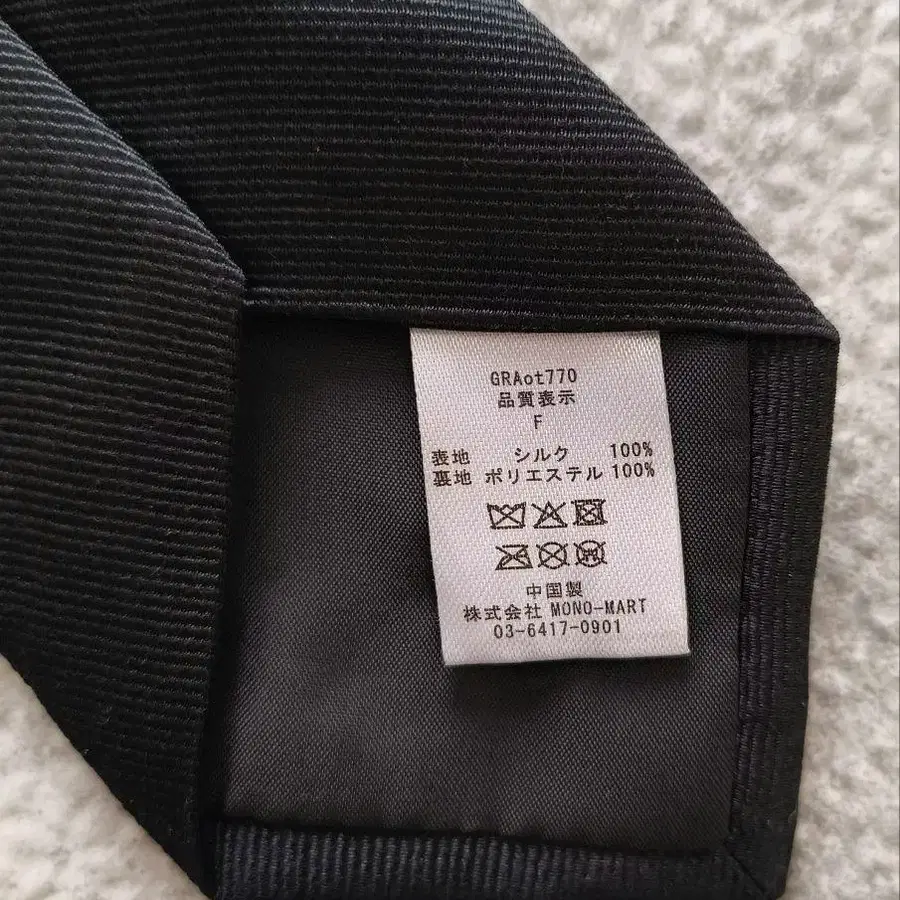 GRAot770
品質表示
F
表地 シルク 100%
裏地 ポリエステル 100%
中国製
株式会社 MONO-MART
03-6417-0901